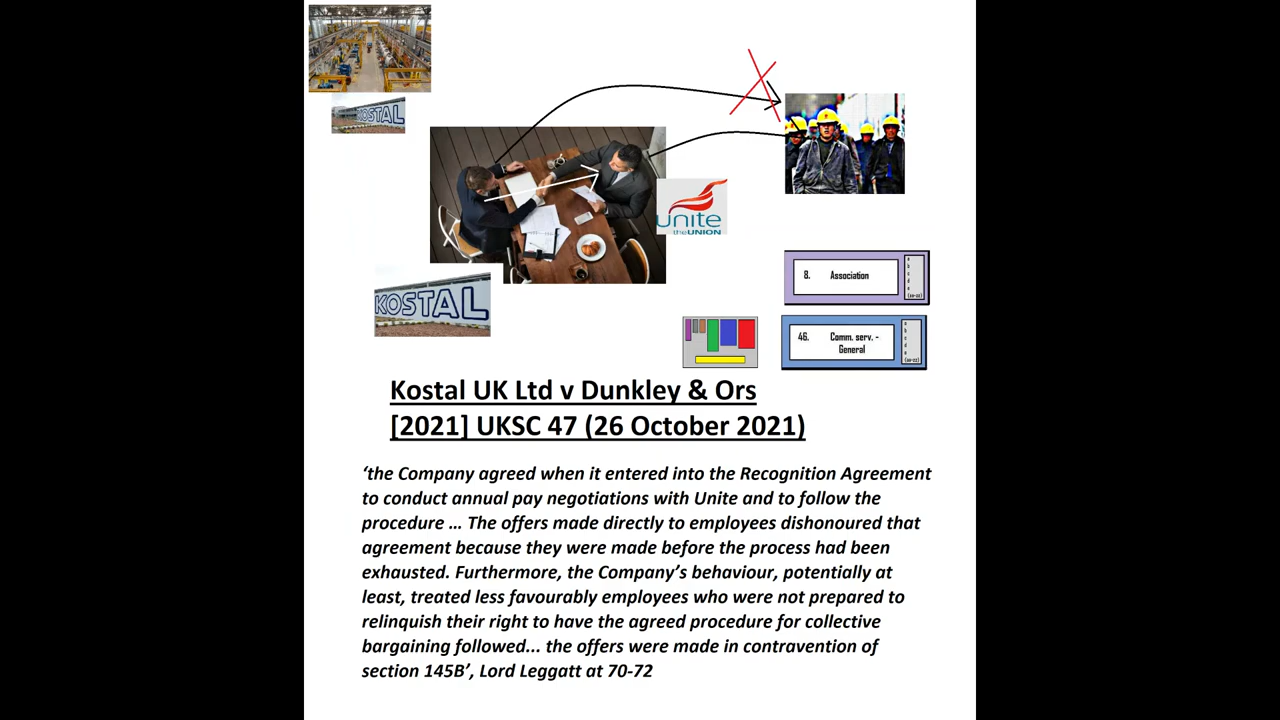 KOSTAL
unite
theUNION
KOSTAL
8. Association
46. Comm. serv. -
General
Kostal UK Ltd v Dunkley & Ors
[2021] UKSC 47 (26 October 2021)
‘the Company agreed when it entered into the Recognition Agreement
to conduct annual pay negotiations with Unite and to follow the
procedure … The offers made directly to employees dishonoured that
agreement because they were made before the process had been
exhausted. Furthermore, the Company’s behaviour, potentially at
least, treated less favourably employees who were not prepared to
relinquish their right to have the agreed procedure for collective
bargaining followed... the offers were made in contravention of
section 145B’, Lord Leggatt at 70-72